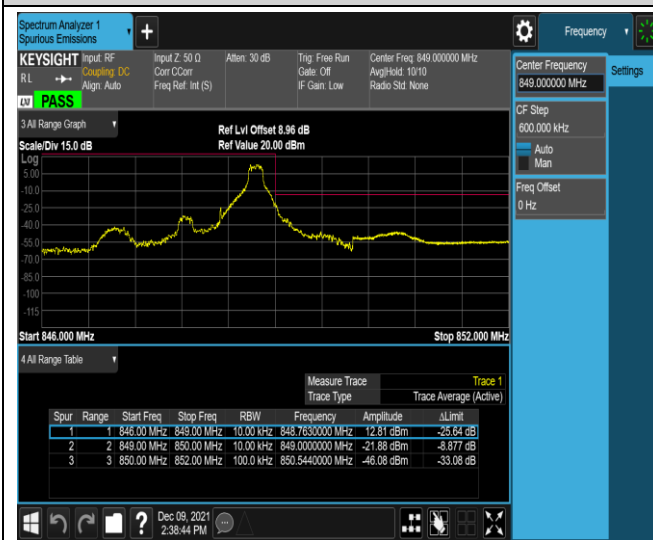 Spectrum Analyzer 1
Spurious Emissions
Frequency
KEYSIGHT
Input: RF
Coupling: DC
Align: Auto
Input Z: 50 Ω
Corr CCorr
Freq Ref: Int (S)
Atten: 30 dB
Trig: Free Run
Gate: Off
IF Gain: Low
Center Freq: 849.000000 MHz
Avg|Hold: 10/10
Radio Std: None
R L
LXI PASS
Center Frequency
849.000000 MHz
Settings
CF Step
600.000 kHz
Auto
Man
Freq Offset
0 Hz
3 All Range Graph
Scale/Div 15.0 dB
Ref Lvl Offset 8.96 dB
Ref Value 20.00 dBm
Log
5.00
-10.0
-25.0
-40.0
-55.0
-70.0
-85.0
-100
-115
Start 846.000 MHz
Stop 852.000 MHz
4 All Range Table
Measure Trace Trace 1
Trace Type Trace Average (Active)
Spur Range Start Freq Stop Freq RBW Frequency Amplitude ΔLimit
1 1 846.00 MHz 849.00 MHz 10.00 kHz 848.7630000 MHz 12.81 dBm -25.64 dB
2 2 849.00 MHz 850.00 MHz 10.00 kHz 849.0000000 MHz -21.88 dBm -8.877 dB
3 3 850.00 MHz 852.00 MHz 100.0 kHz 850.5440000 MHz -46.08 dBm -33.08 dB
?
Dec 09, 2021
2:38:44 PM